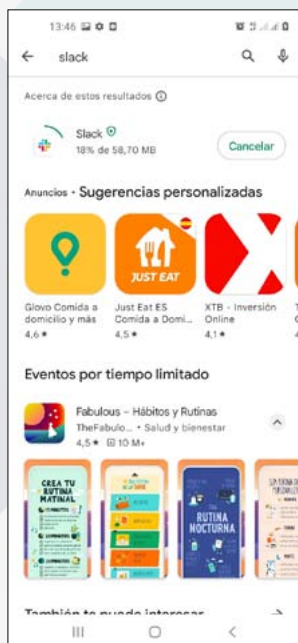 13:46
slack
Acerca de estos resultados
Slack
18% de 58,70 MB
Cancelar
Anuncios • Sugerencias personalizadas
JUST EAT
Glovo Comida a domicilio y más
4,6 ★
Just Eat ES Comida a Domi...
4,5 ★
XTB - Inversión Online
4,1 ★
Eventos por tiempo limitado
Fabulous – Hábitos y Rutinas
TheFabulo... • Salud y bienestar
4,5 ★ 10 M+
CREA TU
RUTINA
MATINAL
TU
RUTINA
NOCTURNA
También te puede interesar